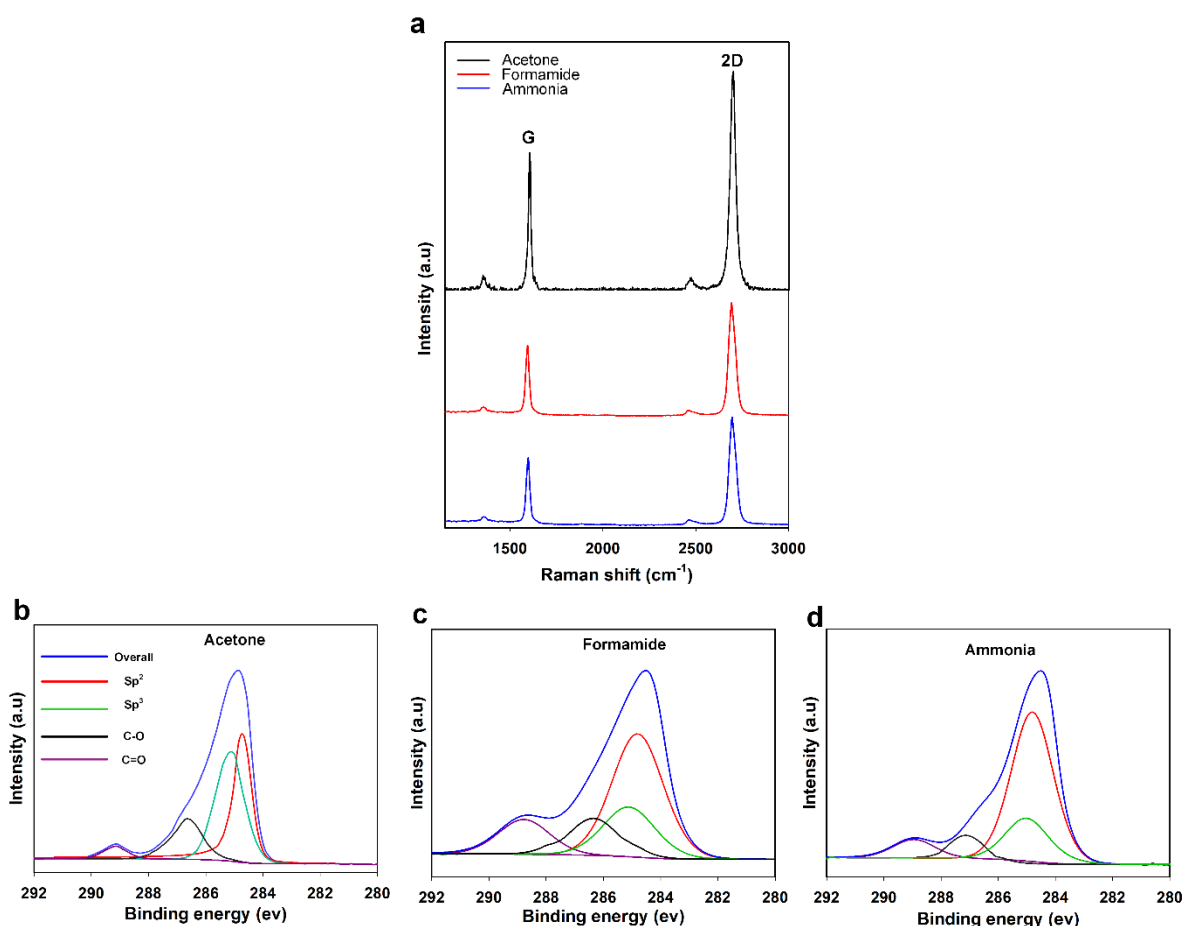 a
Acetone
Formamide
Ammonia
G
2D
Intensity (a.u)
1500 2000 2500 3000
Raman shift (cm⁻¹)
b
Acetone
Overall
Sp²
Sp³
C-O
C=O
Intensity (a.u)
292 290 288 286 284 282 280
Binding energy (ev)
c
Formamide
Intensity (a.u)
292 290 288 286 284 282 280
Binding energy (ev)
d
Ammonia
Intensity (a.u)
292 290 288 286 284 282 280
Binding energy (ev)